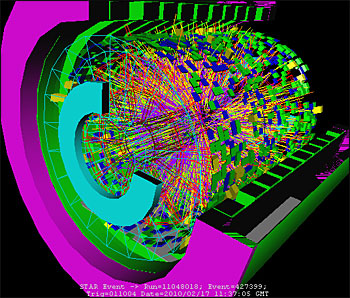 STAR Event -> Run=11048018; Event=427399;
Trig=011004 Date=2010/02/17 11:37:05 GMT